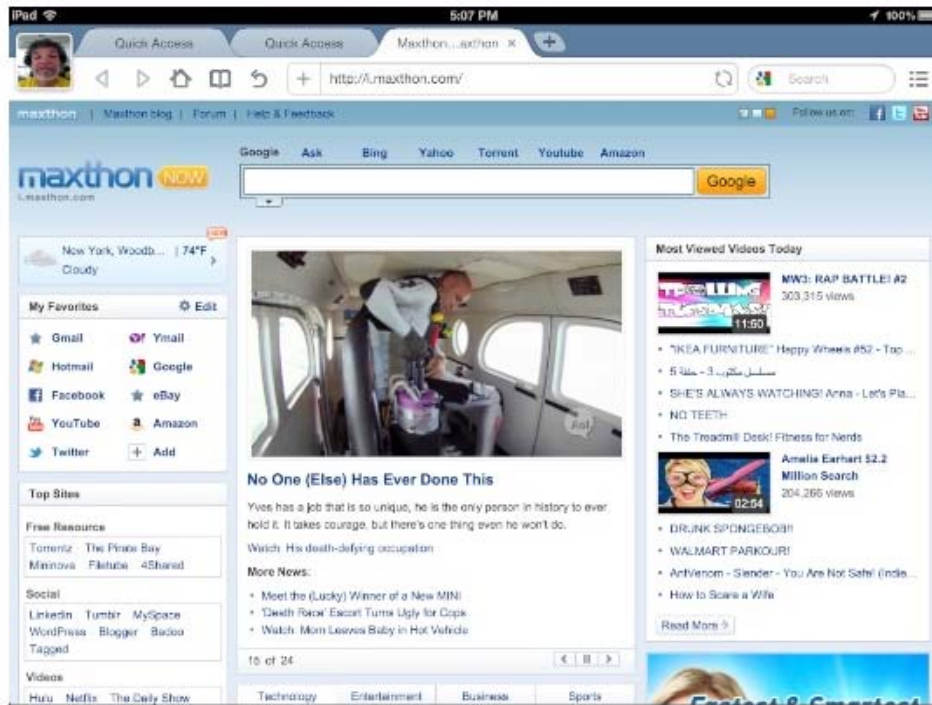 iPad 5:07 PM 100%
Quick Access Quick Access Maxthon...axthon × +
http://i.maxthon.com/ Search
maxthon | Maxthon blog | Forum | Help & Feedback Follow us on:
Google Ask Bing Yahoo Torrent Youtube Amazon
maxthon NOW
i.maxthon.com
Google
New York, Woodb... | 74°F
Cloudy
My Favorites Edit
Gmail Ymail
Hotmail Google
Facebook eBay
YouTube Amazon
Twitter Add
Top Sites
Free Resource
Torrentz The Pirate Bay
Mininova Filetube 4Shared
Social
Linkedin Tumblr MySpace
WordPress Blogger Badoo
Tagged
Videos
Hulu Netflix The Daily Show
Aol
No One (Else) Has Ever Done This
Yves has a job that is so unique, he is the only person in history to ever
hold it. It takes courage, but there's one thing even he won't do.
Watch: His death-defying occupation
More News:
Meet the (Lucky) Winner of a New MINI
'Death Race' Escort Turns Ugly for Cops
Watch: Mom Leaves Baby in Hot Vehicle
15 of 24
Technology Entertainment Business Sports
Most Viewed Videos Today
MW3: RAP BATTLE! #2
303,315 views
11:50
"IKEA FURNITURE" Happy Wheels #52 - Top ...
مسلسل مكتوب 3 - حلقة 5
SHE'S ALWAYS WATCHING! Anna - Let's Pla...
NO TEETH
The Treadmill Desk! Fitness for Nerds
Amelia Earhart $2.2
Million Search
204,266 views
02:54
DRUNK SPONGEBOB!!
WALMART PARKOUR!
AntVenom - Slender - You Are Not Safe! (Indie...
How to Scare a Wife
Read More
Fastest & Smartest